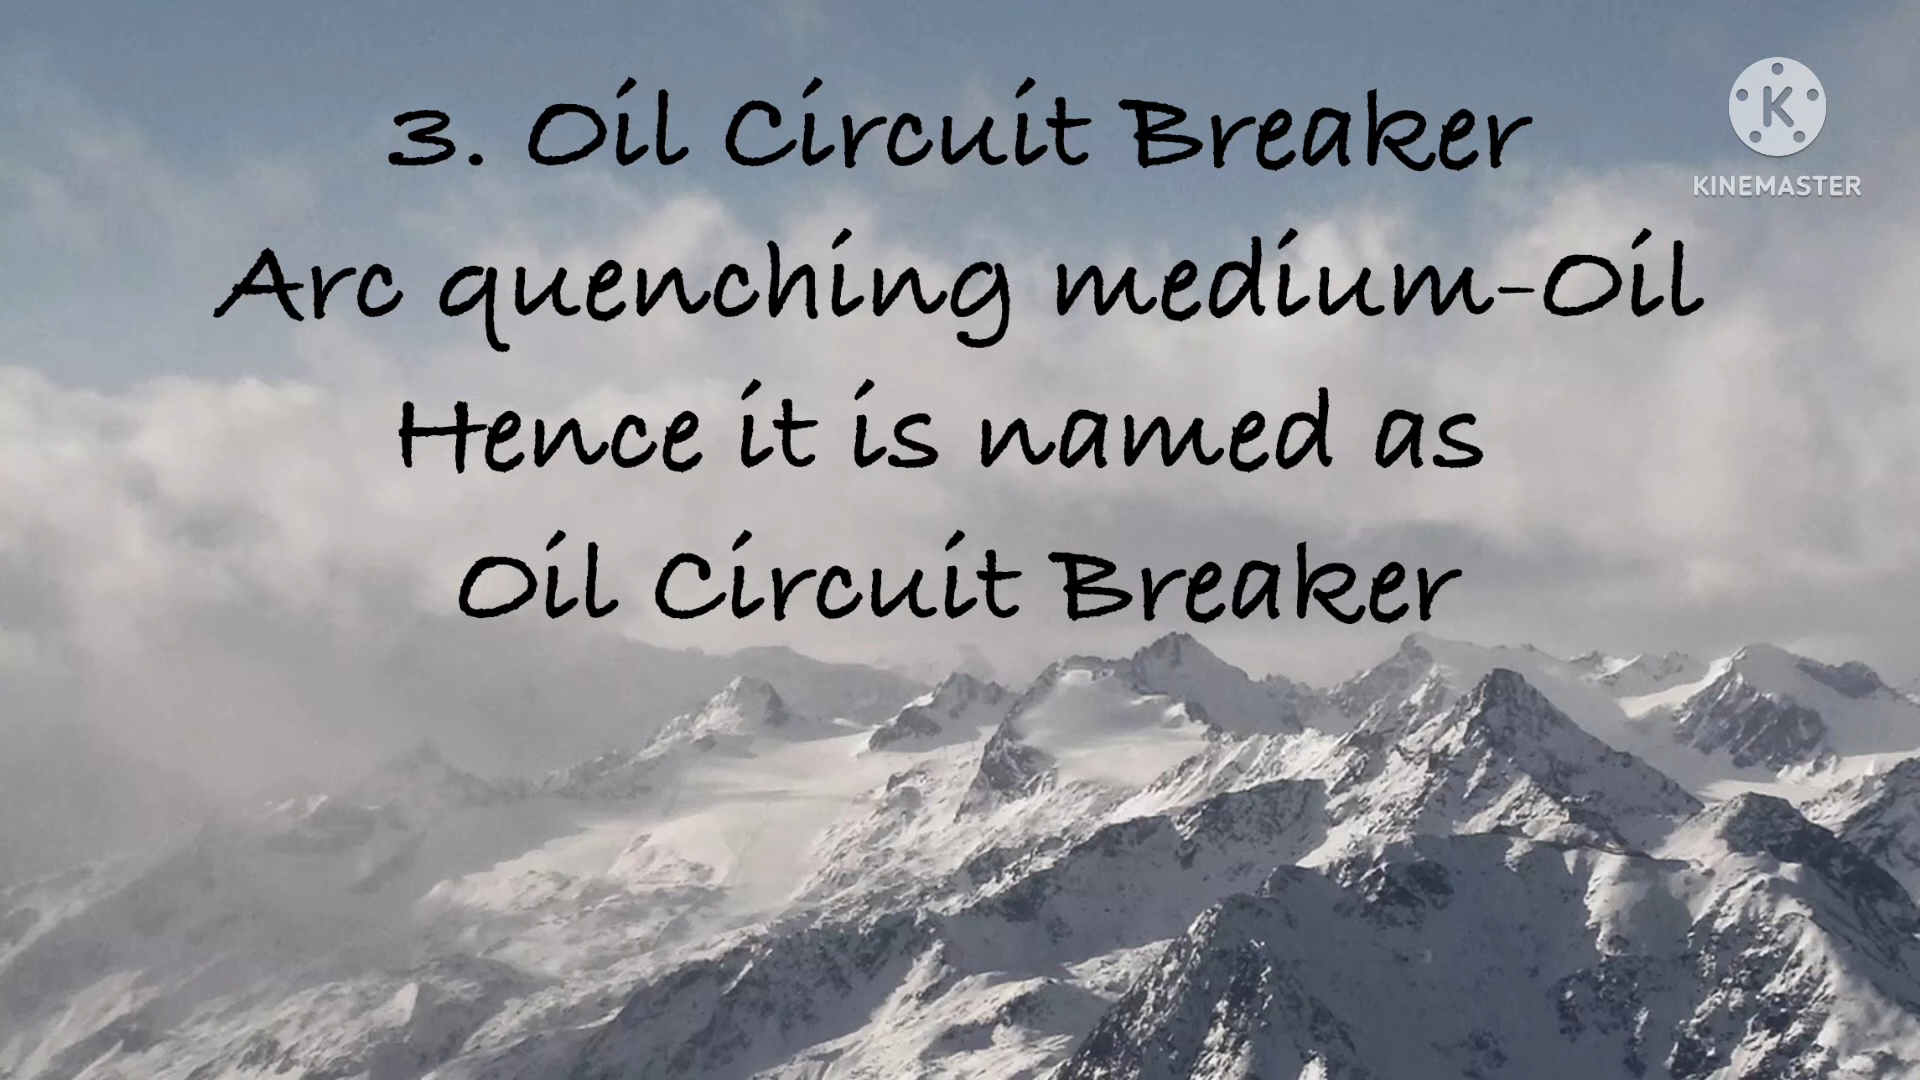 3. Oil Circuit Breaker
K
KINEMASTER
Arc quenching medium-Oil
Hence it is named as
Oil Circuit Breaker